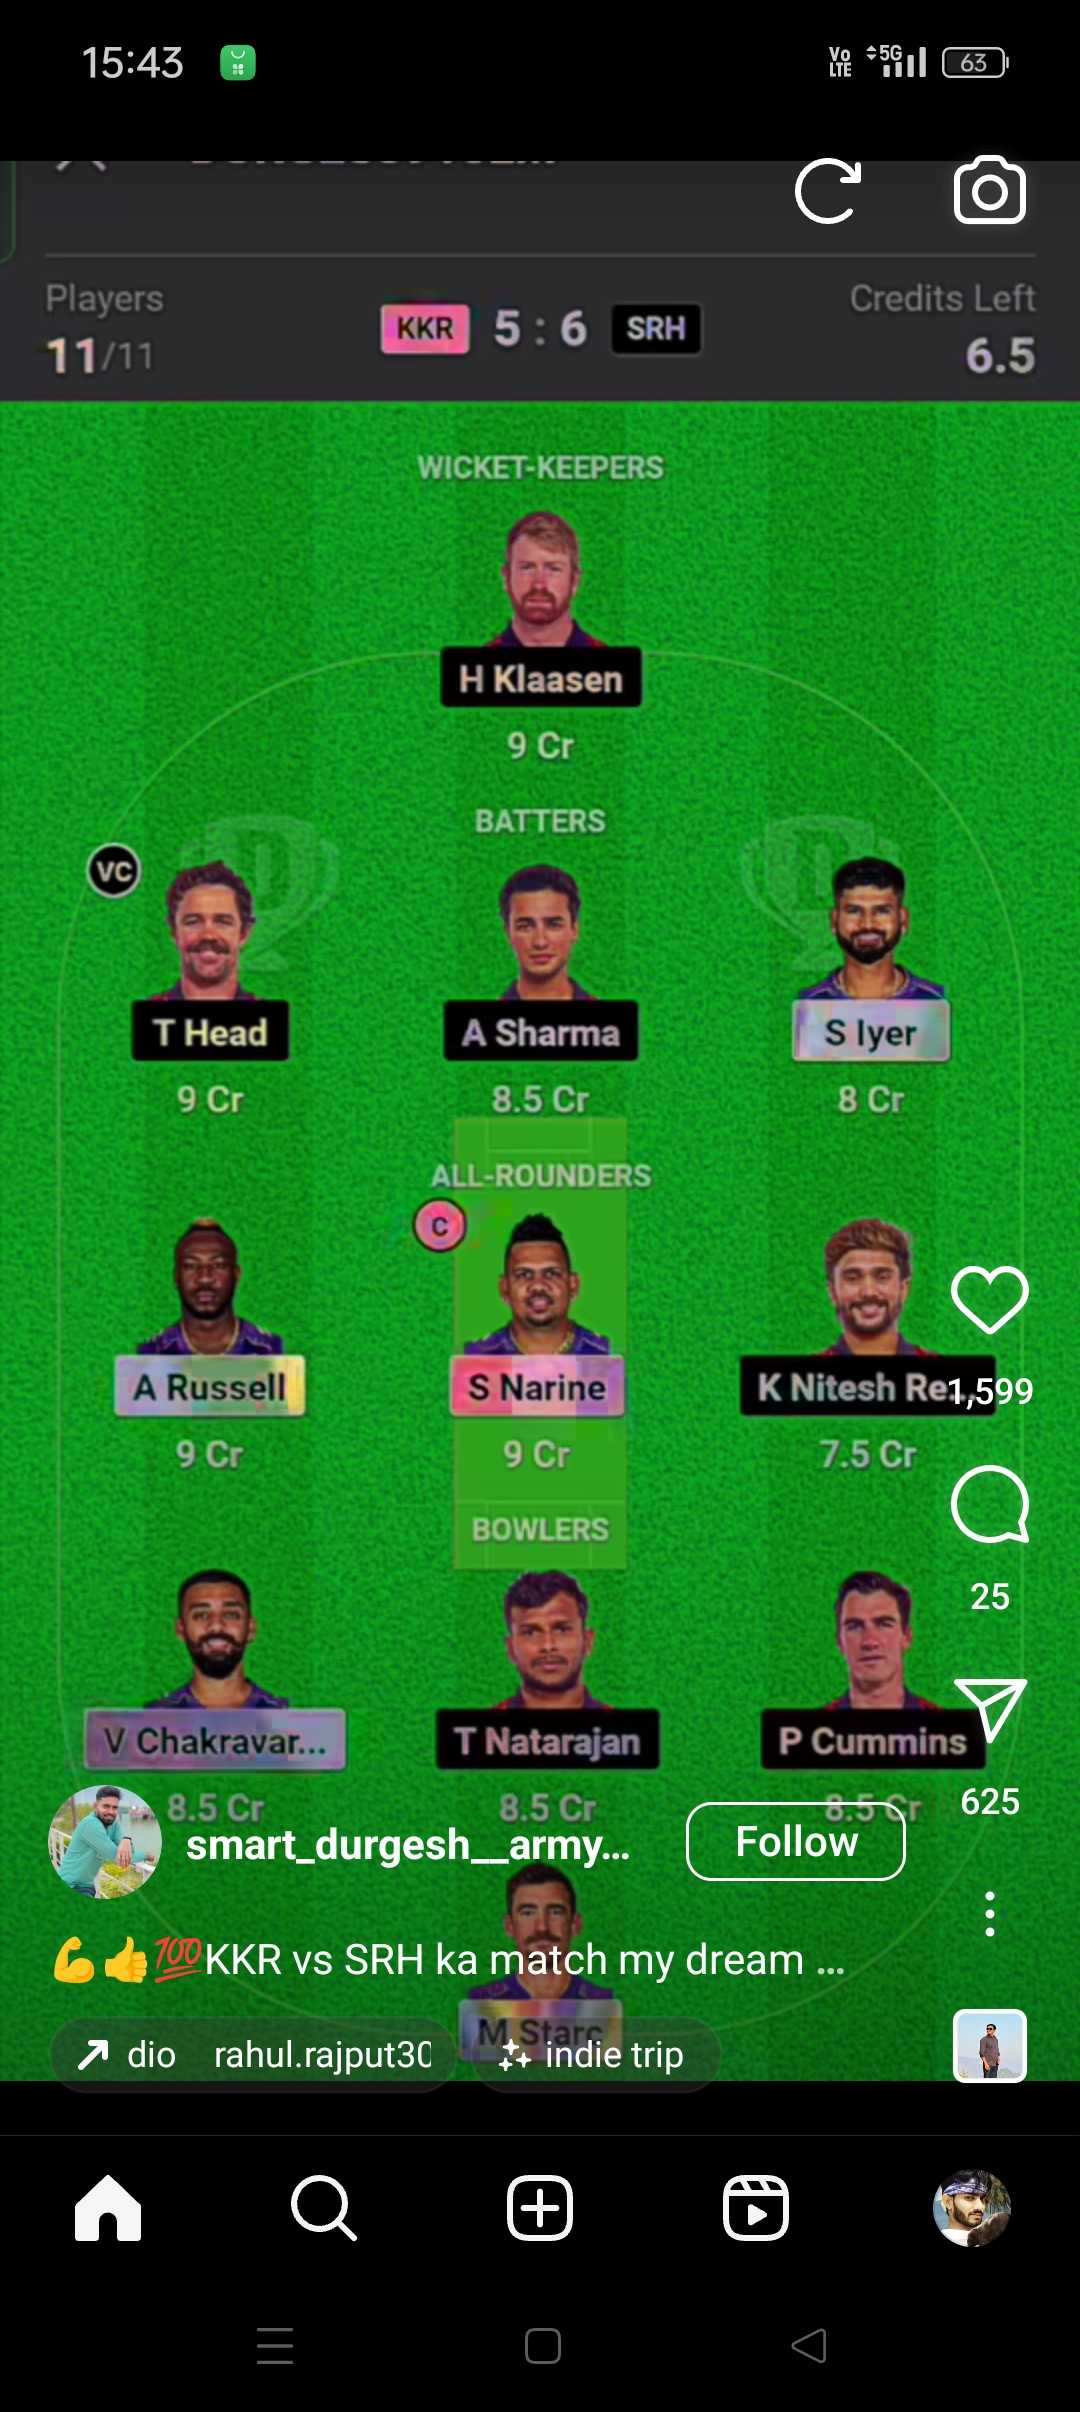 15:43
Vo LTE 5G 63
Players
11/11
KKR 5 : 6 SRH
Credits Left
6.5
WICKET-KEEPERS
H Klaasen
9 Cr
BATTERS
VC
T Head
9 Cr
A Sharma
8.5 Cr
S Iyer
8 Cr
ALL-ROUNDERS
C
A Russell
9 Cr
S Narine
9 Cr
K Nitesh Re...
7.5 Cr
1,599
BOWLERS
25
V Chakravar...
8.5 Cr
T Natarajan
8.5 Cr
P Cummins
8.5 Cr
625
smart_durgesh__army...
Follow
💪👍💯KKR vs SRH ka match my dream ...
M Starc
dio rahul.rajput30
indie trip